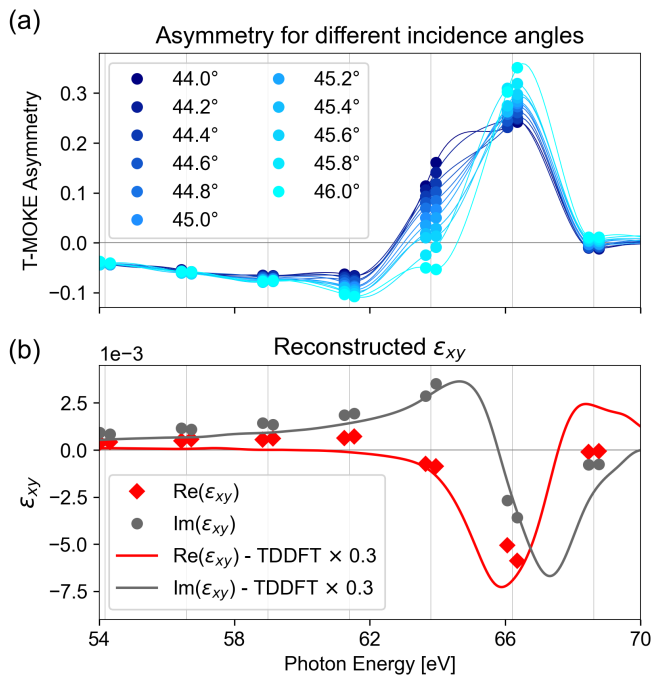 (a)
Asymmetry for different incidence angles
T-MOKE Asymmetry
0.3
0.2
0.1
0.0
−0.1
44.0°
44.2°
44.4°
44.6°
44.8°
45.0°
45.2°
45.4°
45.6°
45.8°
46.0°
(b)
1e−3
Reconstructed εxy
εxy
2.5
0.0
−2.5
−5.0
−7.5
Re(εxy)
Im(εxy)
Re(εxy) - TDDFT × 0.3
Im(εxy) - TDDFT × 0.3
54
58
62
66
70
Photon Energy [eV]